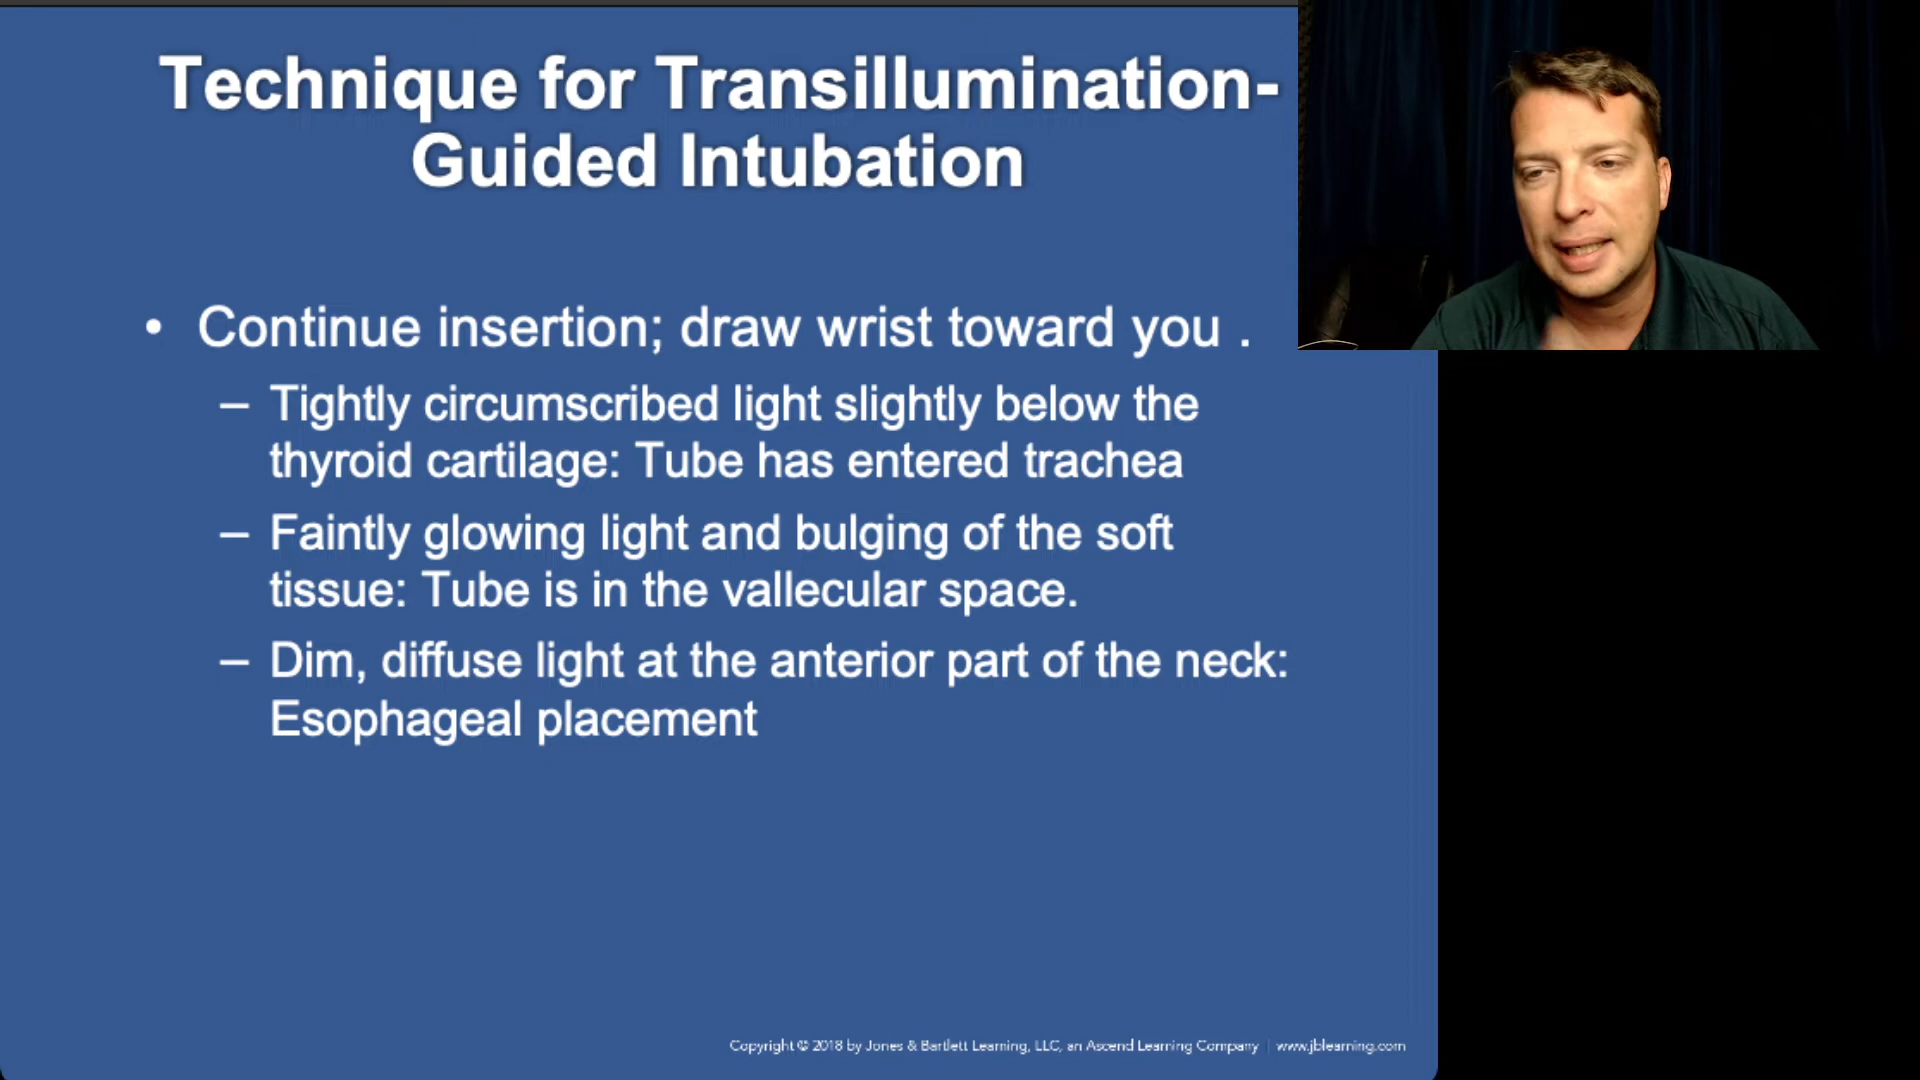 Technique for Transillumination-
Guided Intubation
• Continue insertion; draw wrist toward you .
– Tightly circumscribed light slightly below the
thyroid cartilage: Tube has entered trachea
– Faintly glowing light and bulging of the soft
tissue: Tube is in the vallecular space.
– Dim, diffuse light at the anterior part of the neck:
Esophageal placement
Copyright © 2018 by Jones & Bartlett Learning, LLC, an Ascend Learning Company | www.jblearning.com